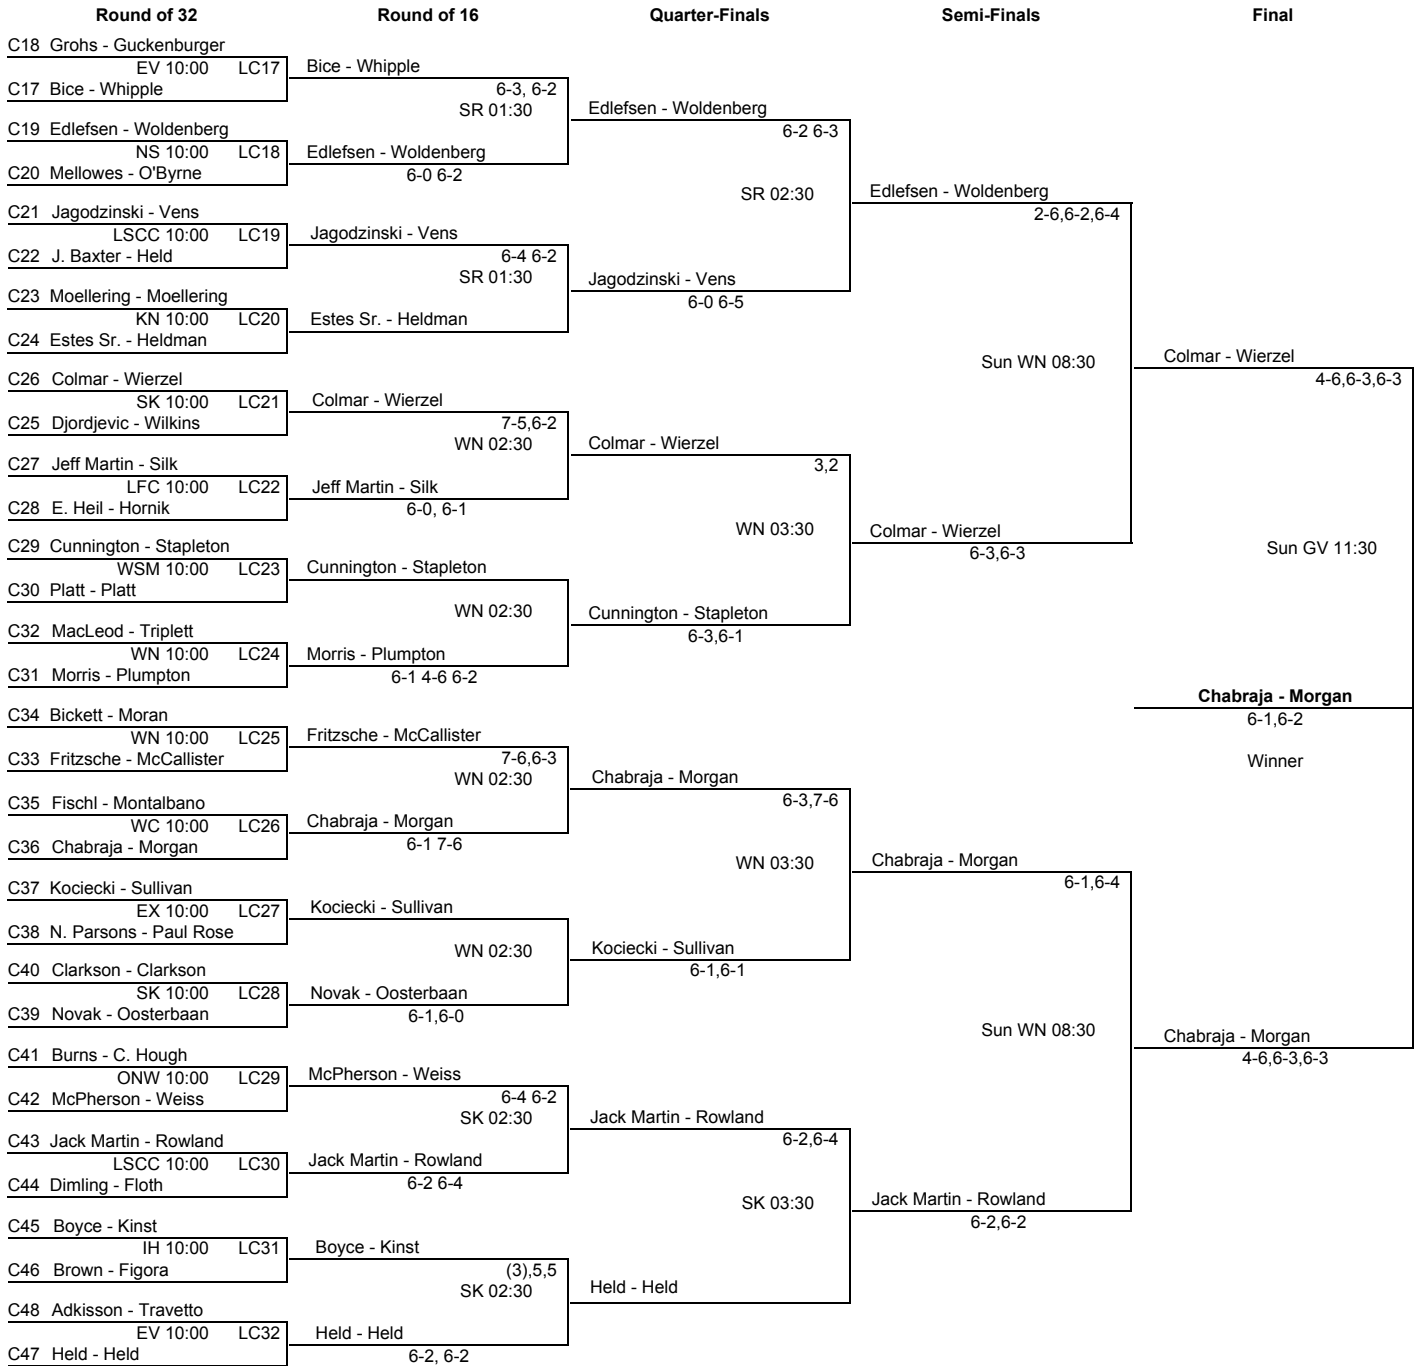 Round of 32 Round of 16 Quarter-Finals Semi-Finals Final
C18 Grohs - Guckenburger
EV 10:00 LC17 Bice - Whipple
C17 Bice - Whipple 6-3, 6-2
SR 01:30 Edlefsen - Woldenberg
C19 Edlefsen - Woldenberg 6-2 6-3
NS 10:00 LC18 Edlefsen - Woldenberg
C20 Mellowes - O'Byrne 6-0 6-2
SR 02:30 Edlefsen - Woldenberg
C21 Jagodzinski - Vens 2-6,6-2,6-4
LSCC 10:00 LC19 Jagodzinski - Vens
C22 J. Baxter - Held 6-4 6-2
SR 01:30 Jagodzinski - Vens
C23 Moellering - Moellering 6-0 6-5
KN 10:00 LC20 Estes Sr. - Heldman
C24 Estes Sr. - Heldman
Sun WN 08:30 Colmar - Wierzel
C26 Colmar - Wierzel 4-6,6-3,6-3
SK 10:00 LC21 Colmar - Wierzel
C25 Djordjevic - Wilkins 7-5,6-2
WN 02:30 Colmar - Wierzel
C27 Jeff Martin - Silk 3,2
LFC 10:00 LC22 Jeff Martin - Silk
C28 E. Heil - Hornik 6-0, 6-1
WN 03:30 Colmar - Wierzel
C29 Cunnington - Stapleton 6-3,6-3 Sun GV 11:30
WSM 10:00 LC23 Cunnington - Stapleton
C30 Platt - Platt
WN 02:30 Cunnington - Stapleton
C32 MacLeod - Triplett 6-3,6-1
WN 10:00 LC24 Morris - Plumpton
C31 Morris - Plumpton 6-1 4-6 6-2
Chabraja - Morgan
C34 Bickett - Moran 6-1,6-2
WN 10:00 LC25 Fritzsche - McCallister
C33 Fritzsche - McCallister 7-6,6-3 Winner
WN 02:30 Chabraja - Morgan
C35 Fischl - Montalbano 6-3,7-6
WC 10:00 LC26 Chabraja - Morgan
C36 Chabraja - Morgan 6-1 7-6
WN 03:30 Chabraja - Morgan
C37 Kociecki - Sullivan 6-1,6-4
EX 10:00 LC27 Kociecki - Sullivan
C38 N. Parsons - Paul Rose
WN 02:30 Kociecki - Sullivan
C40 Clarkson - Clarkson 6-1,6-1
SK 10:00 LC28 Novak - Oosterbaan
C39 Novak - Oosterbaan 6-1,6-0
Sun WN 08:30 Chabraja - Morgan
C41 Burns - C. Hough 4-6,6-3,6-3
ONW 10:00 LC29 McPherson - Weiss
C42 McPherson - Weiss 6-4 6-2
SK 02:30 Jack Martin - Rowland
C43 Jack Martin - Rowland 6-2,6-4
LSCC 10:00 LC30 Jack Martin - Rowland
C44 Dimling - Floth 6-2 6-4
SK 03:30 Jack Martin - Rowland
C45 Boyce - Kinst 6-2,6-2
IH 10:00 LC31 Boyce - Kinst
C46 Brown - Figora (3),5,5
SK 02:30 Held - Held
C48 Adkisson - Travetto
EV 10:00 LC32 Held - Held
C47 Held - Held 6-2, 6-2